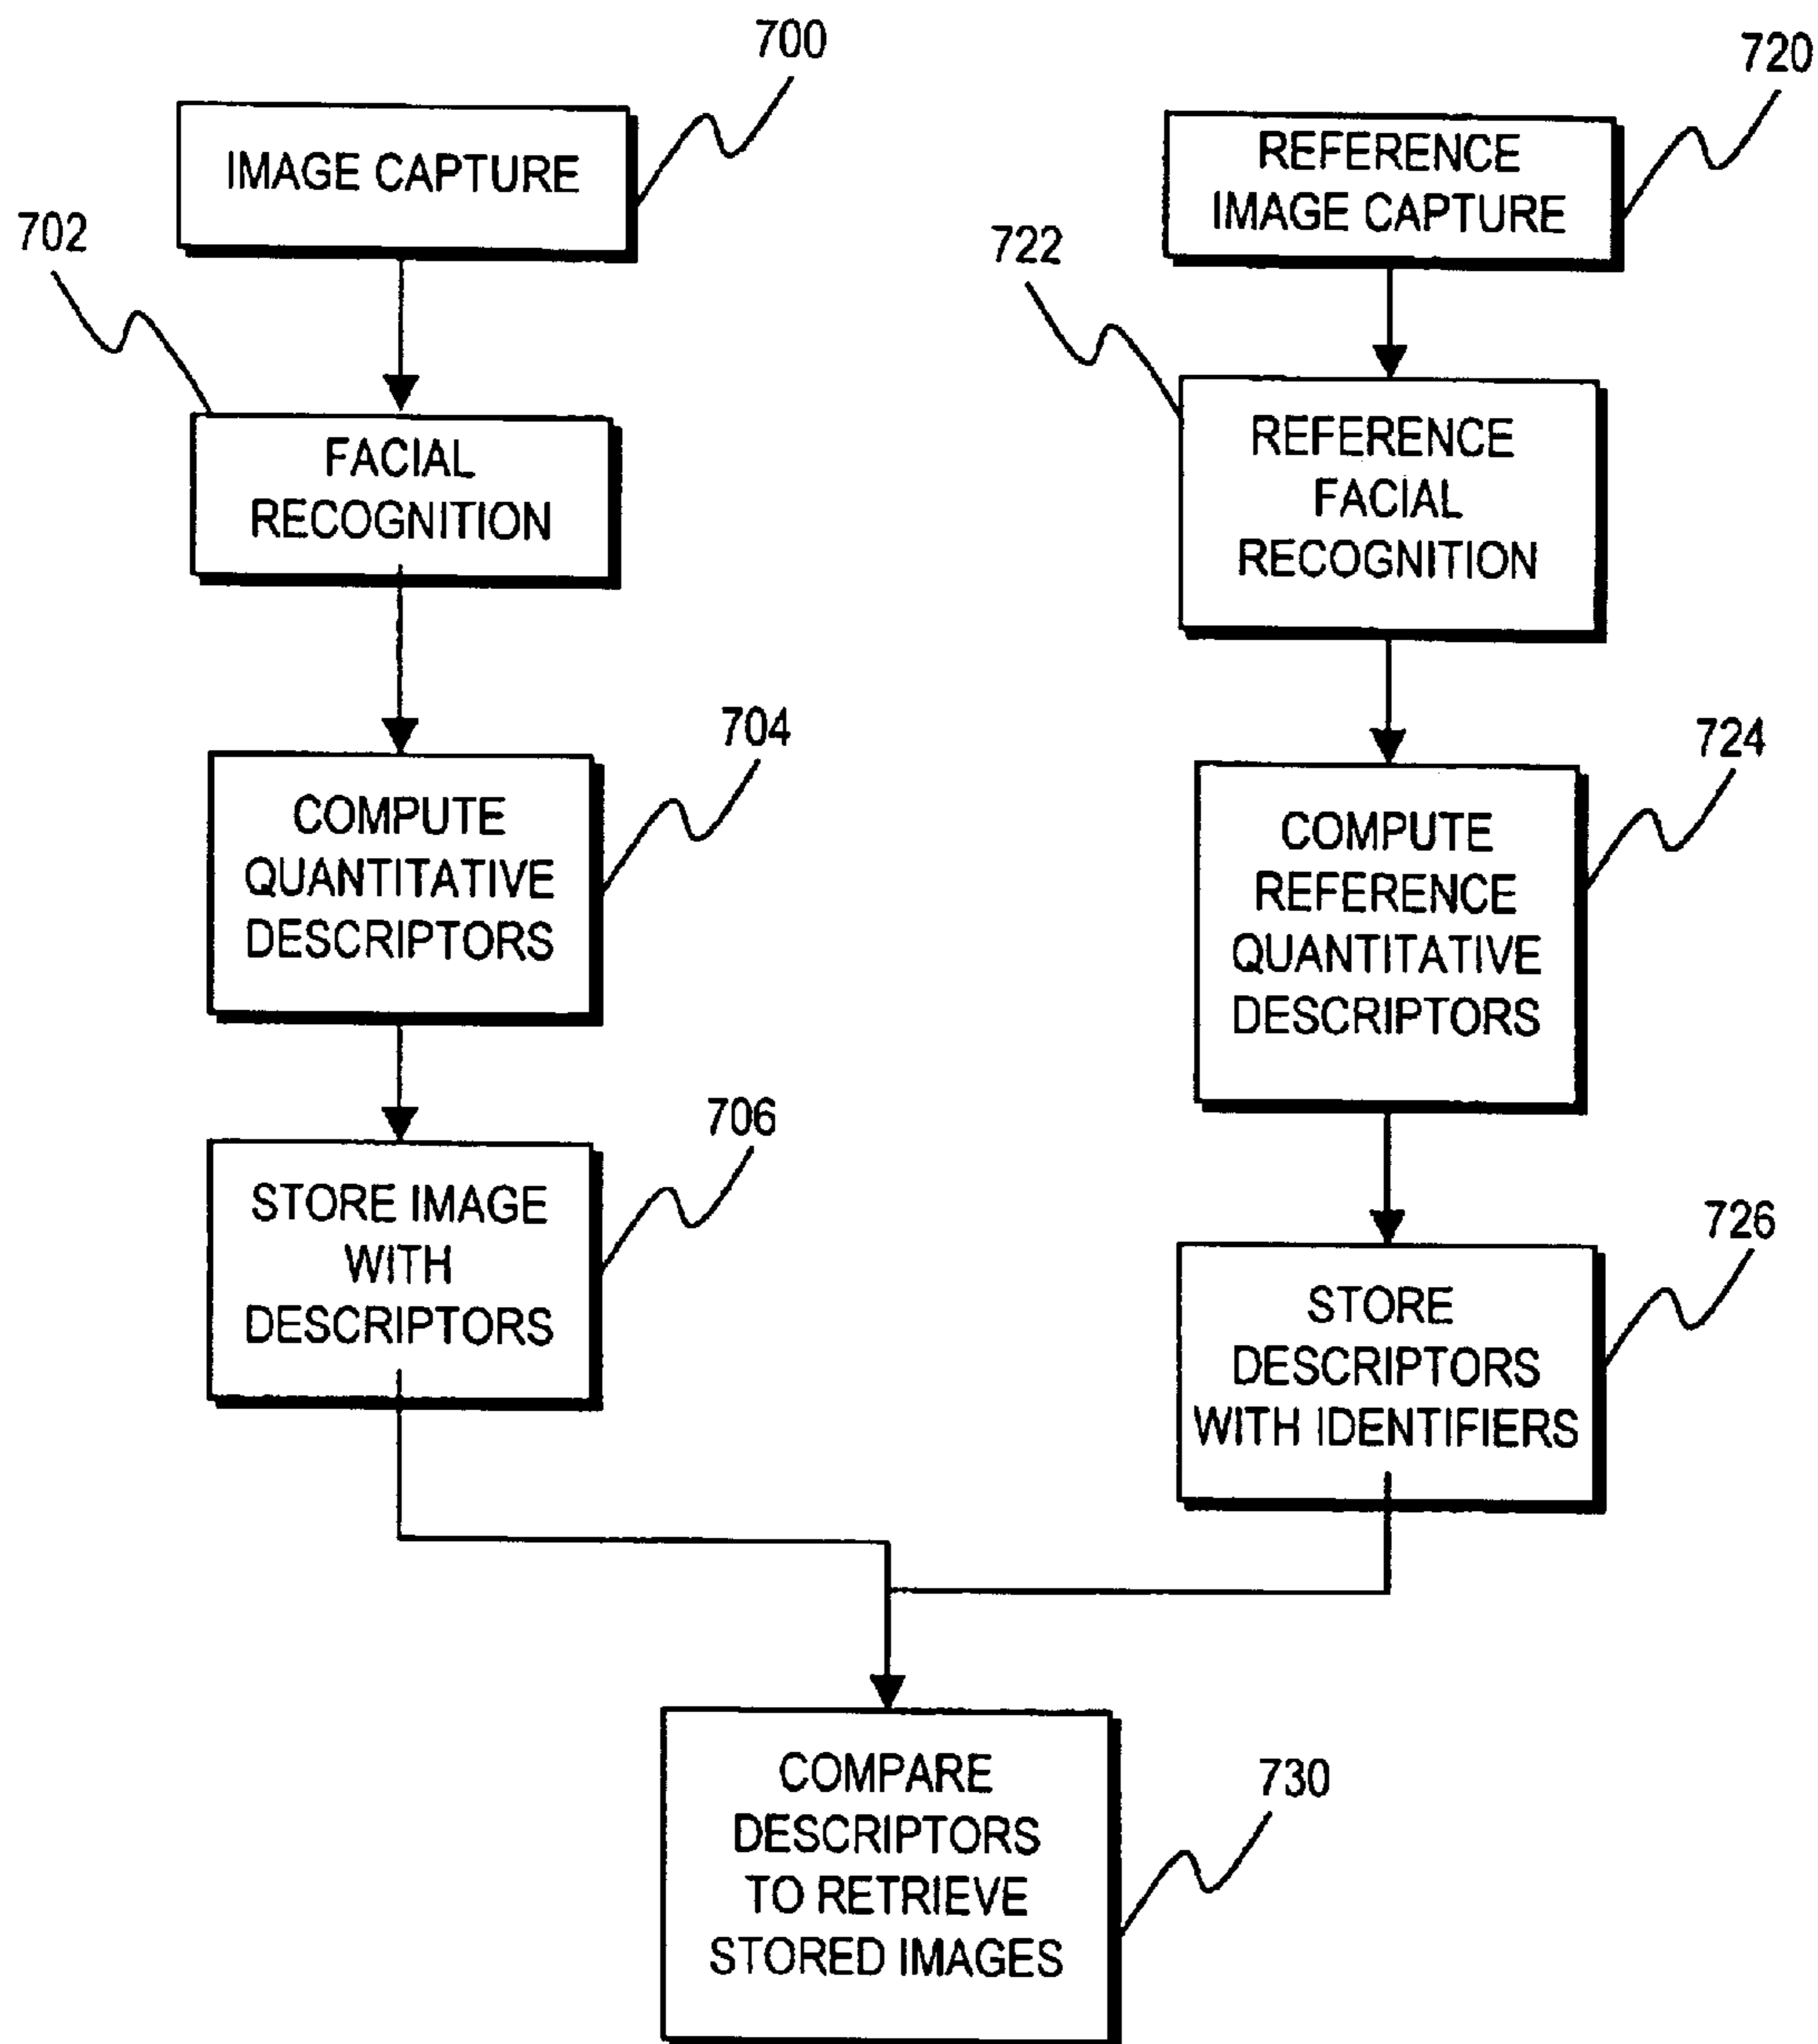 700
IMAGE CAPTURE
702
FACIAL
RECOGNITION
704
COMPUTE
QUANTITATIVE
DESCRIPTORS
706
STORE IMAGE
WITH
DESCRIPTORS
720
REFERENCE
IMAGE CAPTURE
722
REFERENCE
FACIAL
RECOGNITION
724
COMPUTE
REFERENCE
QUANTITATIVE
DESCRIPTORS
726
STORE
DESCRIPTORS
WITH IDENTIFIERS
730
COMPARE
DESCRIPTORS
TO RETRIEVE
STORED IMAGES